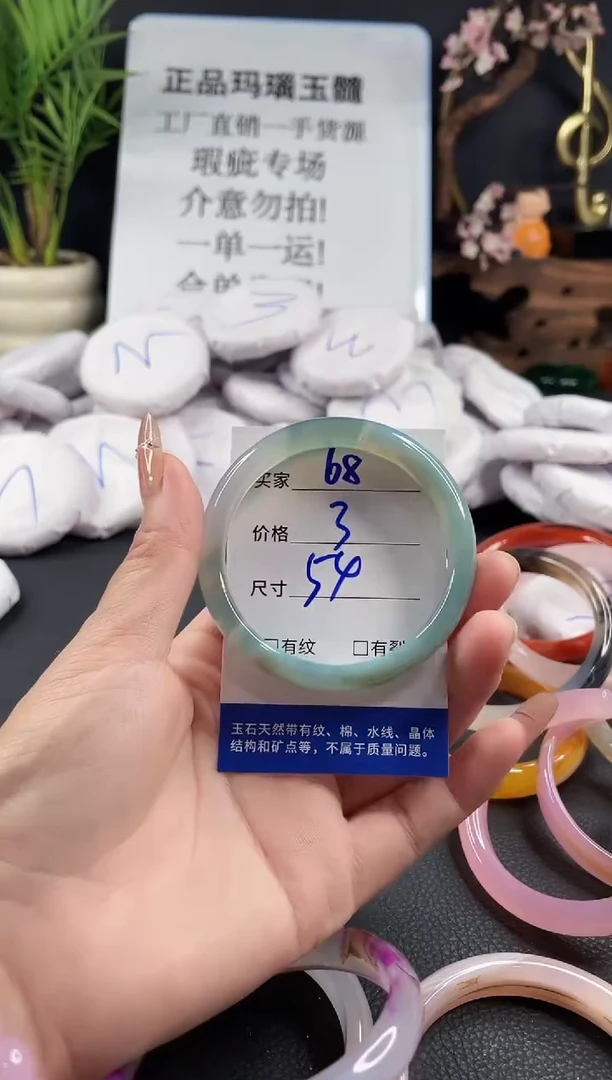 正品玛瑙玉髓
工厂直销一手货源
瑕疵专场
介意勿拍!
一单一运!
3
买家 68
价格 3
尺寸 54
□有纹 □有裂
玉石天然带有纹、棉、水线、晶体
结构和矿点等，不属于质量问题。